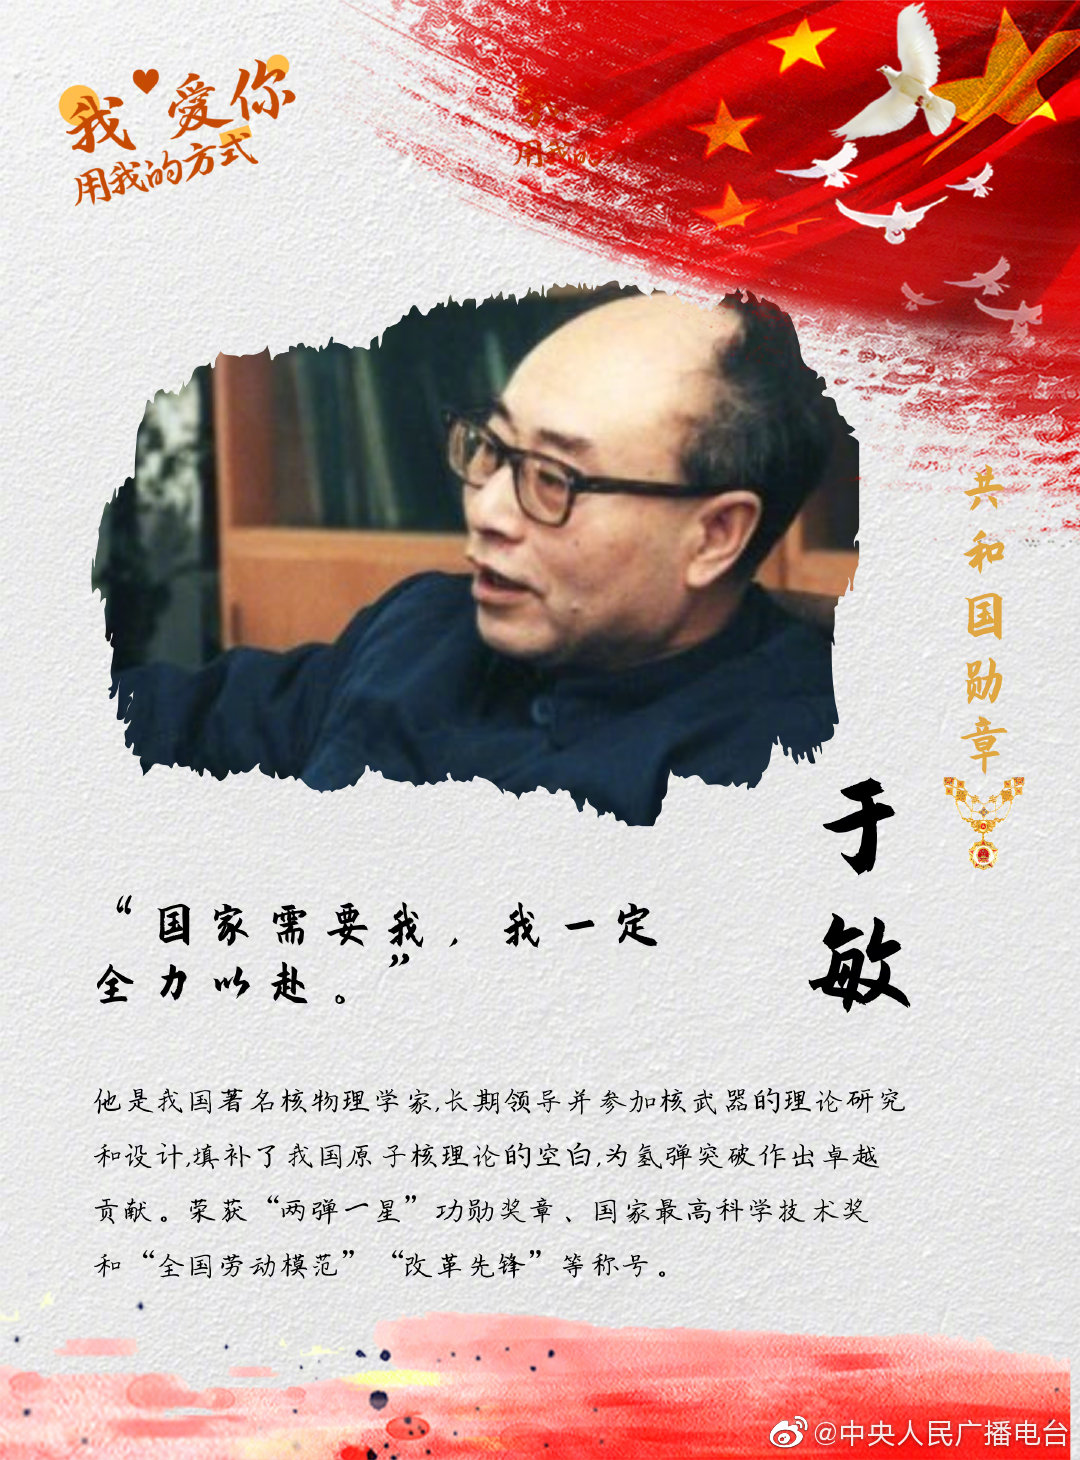 我爱你
用我的方式
用我的
共和国勋章
于敏
“国家需要我，我一定
全力以赴。”
他是我国著名核物理学家,长期领导并参加核武器的理论研究
和设计,填补了我国原子核理论的空白,为氢弹突破作出卓越
贡献。荣获“两弹一星”功勋奖章、国家最高科学技术奖
和“全国劳动模范”“改革先锋”等称号。
@中央人民广播电台